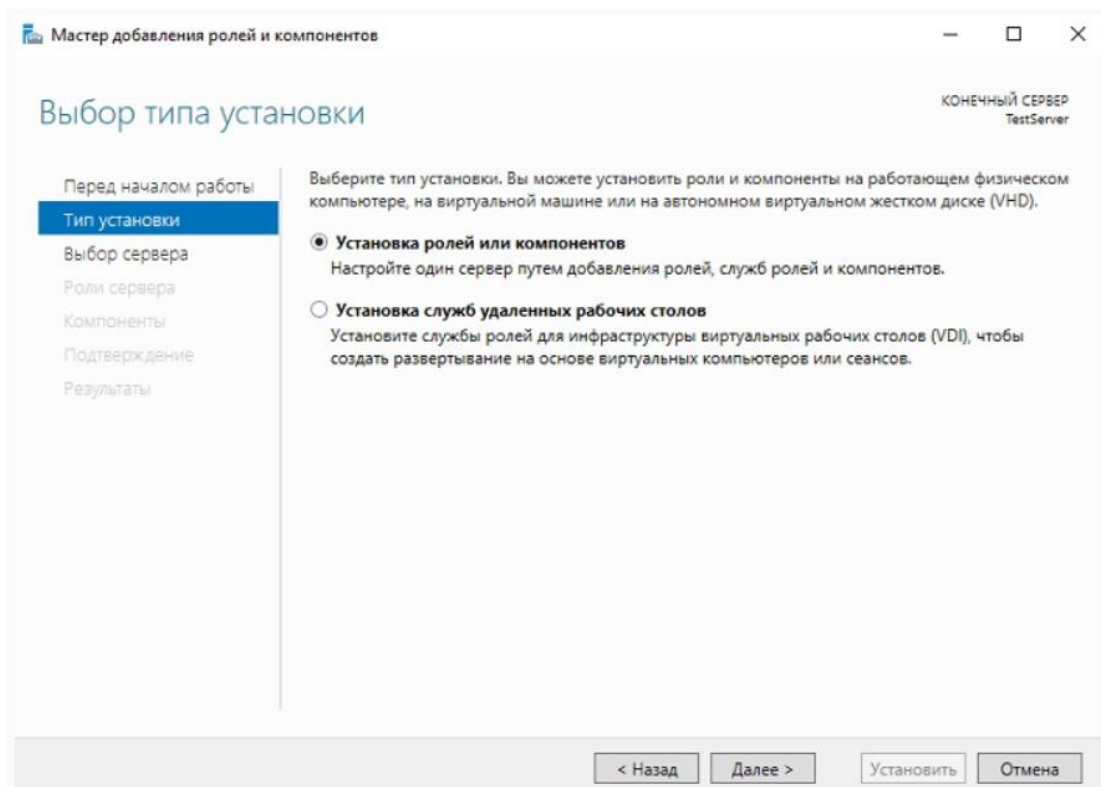 Мастер добавления ролей и компонентов
Выбор типа установки
КОНЕЧНЫЙ СЕРВЕР
TestServer
Перед началом работы
Тип установки
Выбор сервера
Роли сервера
Компоненты
Подтверждение
Результаты
Выберите тип установки. Вы можете установить роли и компоненты на работающем физическом
компьютере, на виртуальной машине или на автономном виртуальном жестком диске (VHD).
Установка ролей или компонентов
Настройте один сервер путем добавления ролей, служб ролей и компонентов.
Установка служб удаленных рабочих столов
Установите службы ролей для инфраструктуры виртуальных рабочих столов (VDI), чтобы
создать развертывание на основе виртуальных компьютеров или сеансов.
< Назад
Далее >
Установить
Отмена